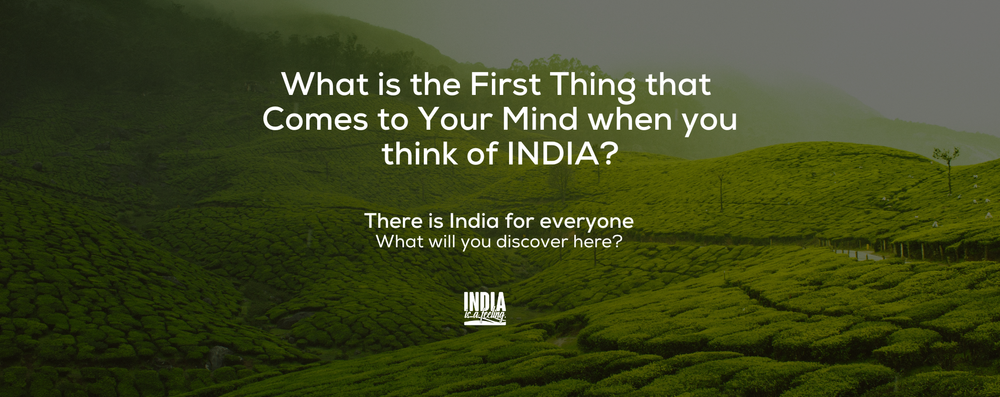 What is the First Thing that
Comes to Your Mind when you
think of INDIA?
There is India for everyone
What will you discover here?
INDIA
is a feeling.